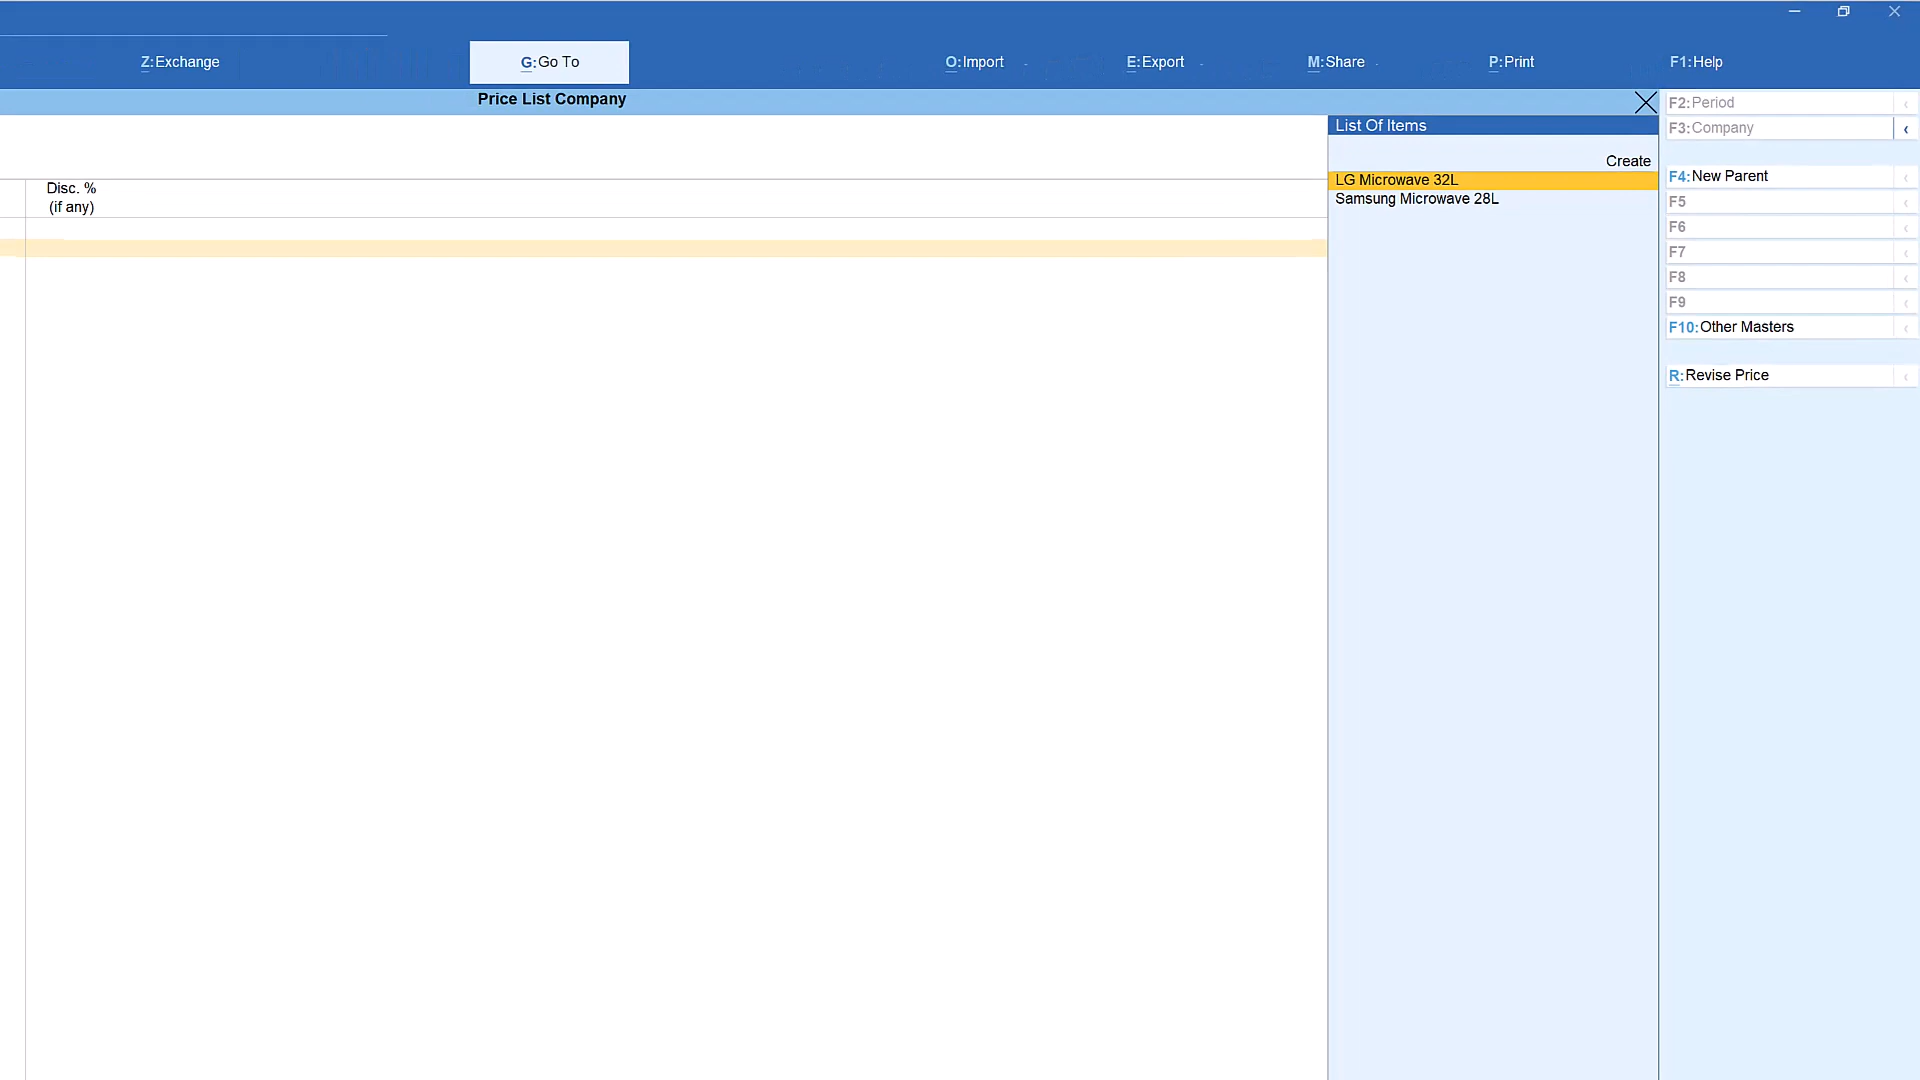 Z:Exchange
G:Go To
O:Import
E:Export
M:Share
P:Print
F1:Help
Price List Company
Disc. %
(if any)
List Of Items
Create
LG Microwave 32L
Samsung Microwave 28L
F2:Period
F3:Company
F4:New Parent
F5
F6
F7
F8
F9
F10:Other Masters
R:Revise Price